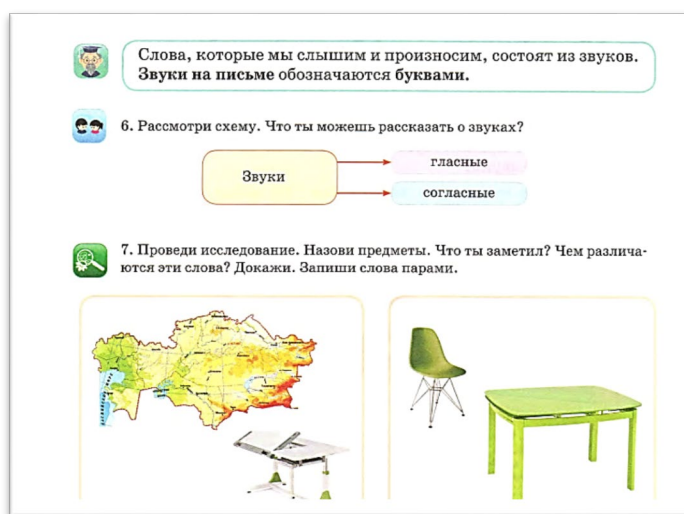 Слова, которые мы слышим и произносим, состоят из звуков.
Звуки на письме обозначаются буквами.
6. Рассмотри схему. Что ты можешь рассказать о звуках?
Звуки
гласные
согласные
7. Проведи исследование. Назови предметы. Что ты заметил? Чем различа-
ются эти слова? Докажи. Запиши слова парами.